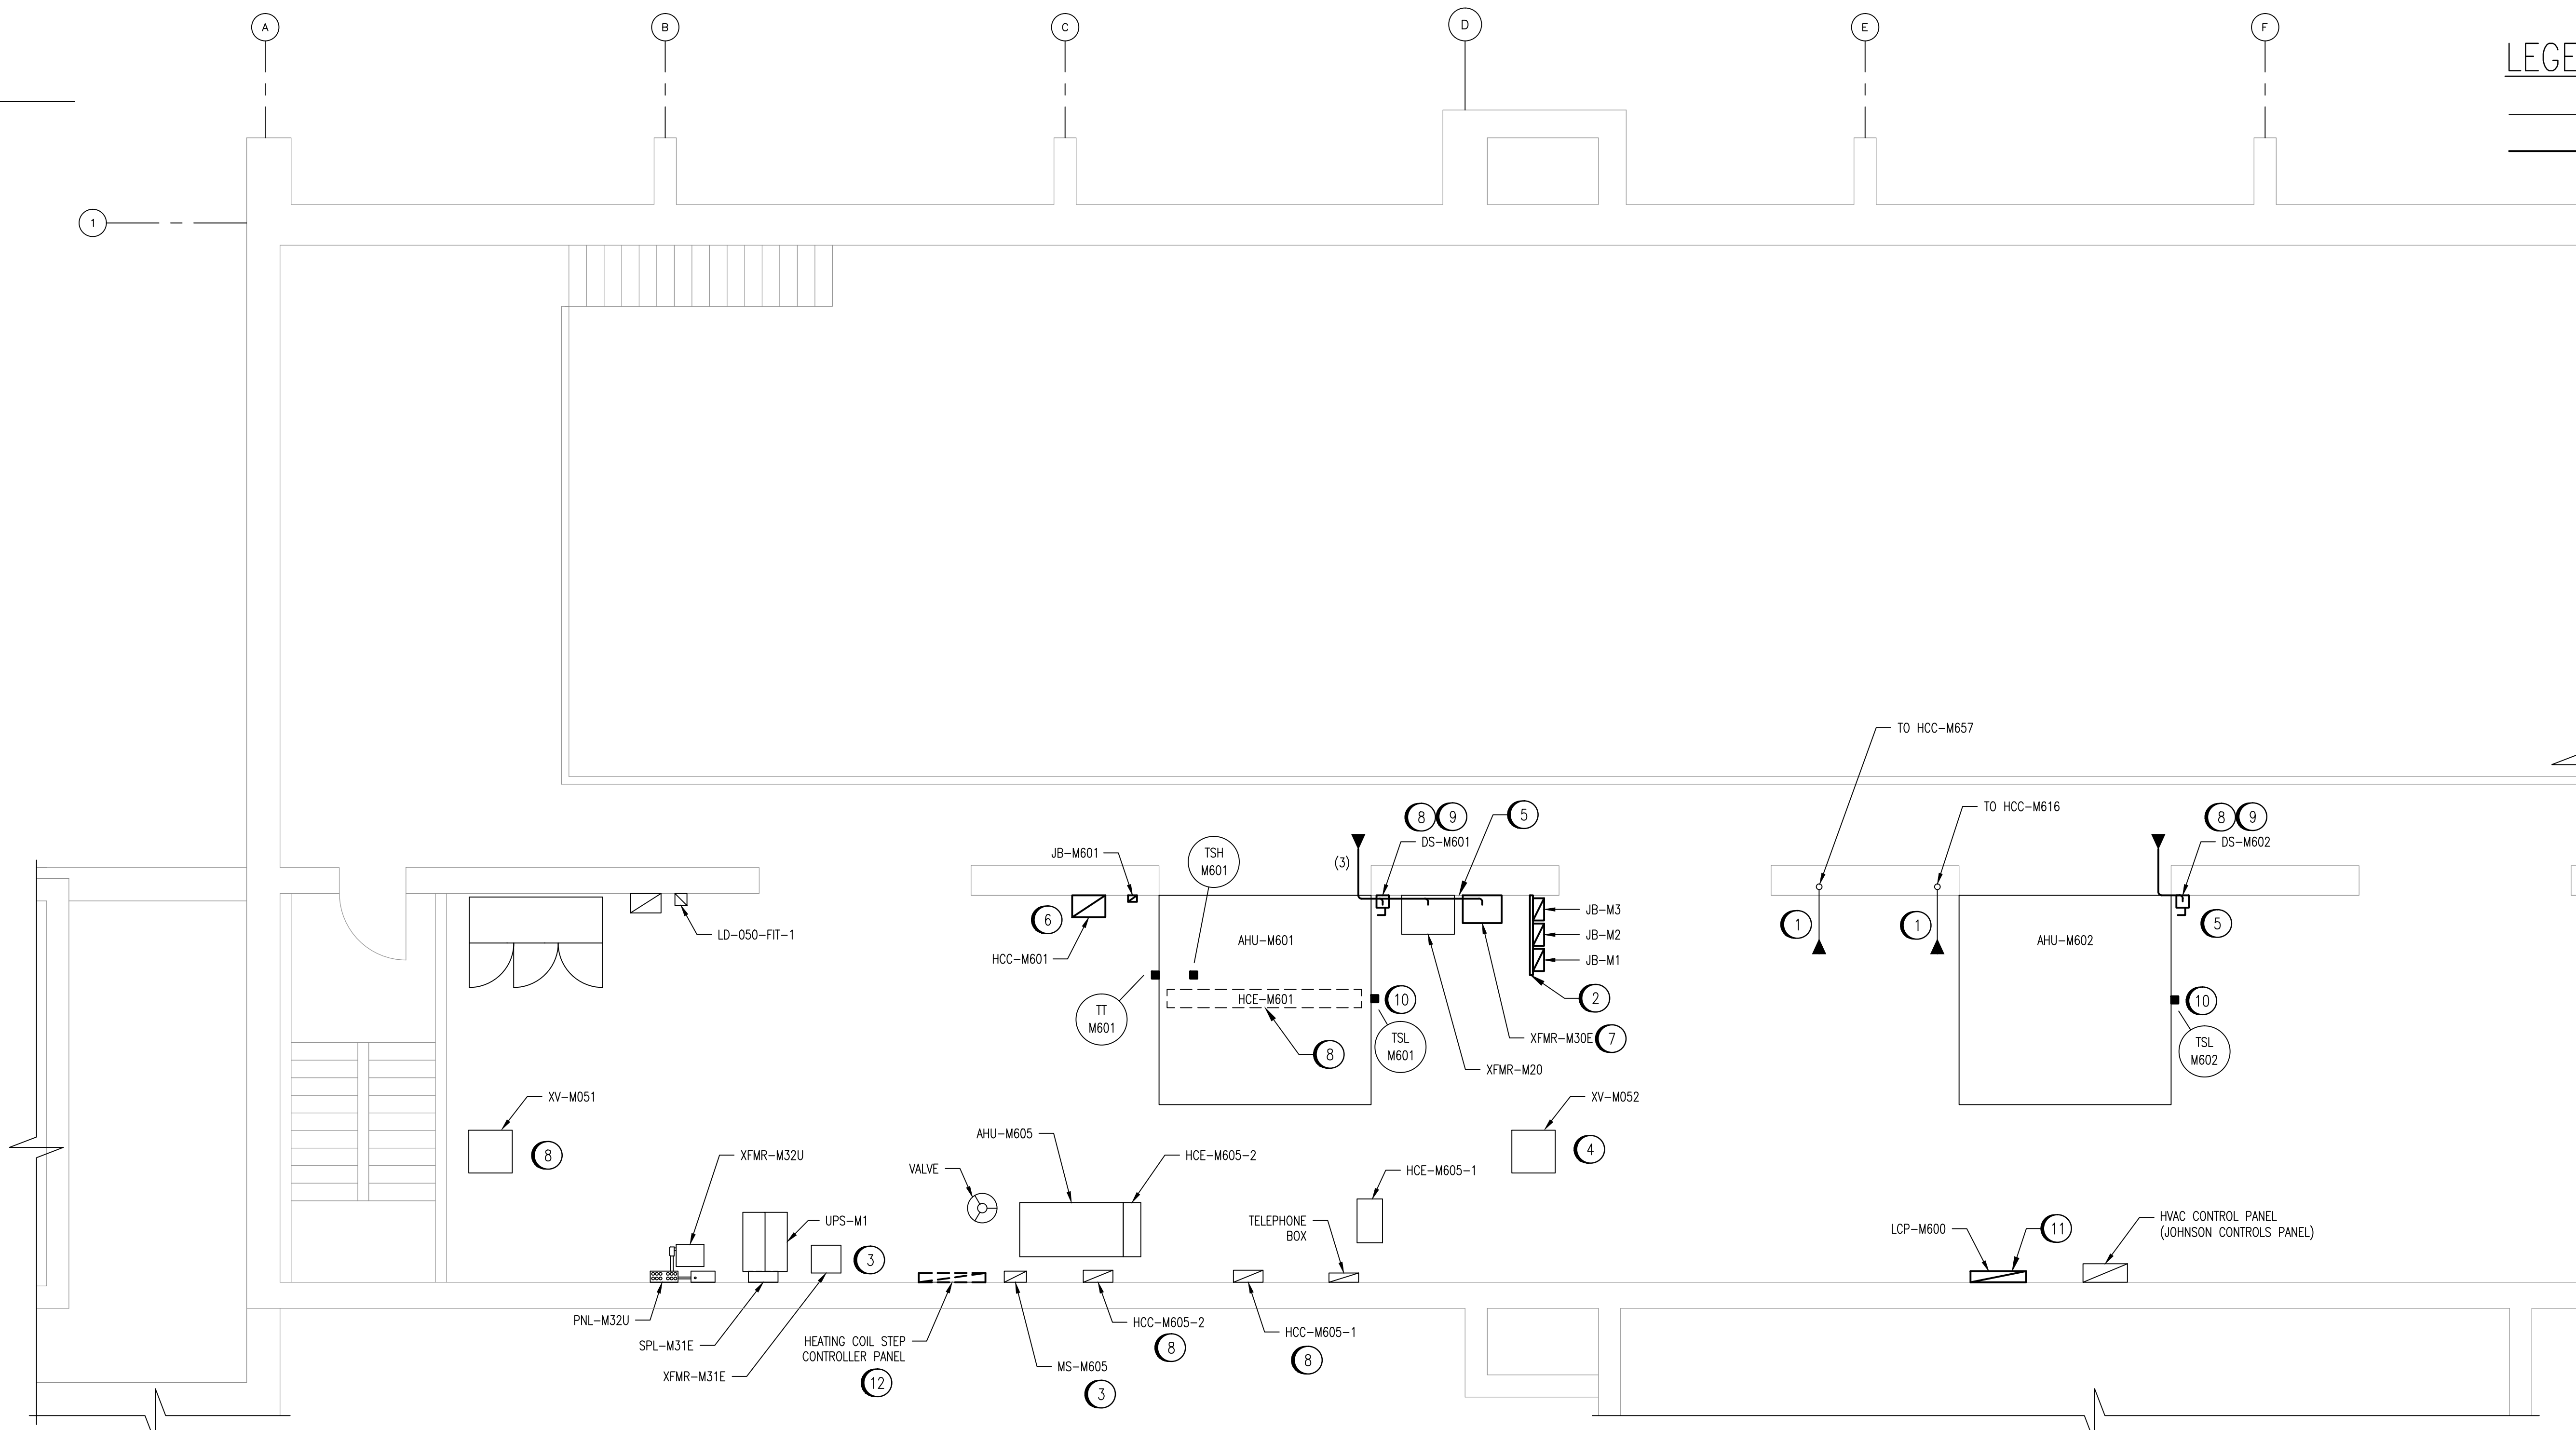 A
B
C
D
E
F
LEGE
1
TO HCC-M657
TO HCC-M616
8 9
DS-M601
5
8 9
DS-M602
JB-M601
TSH
M601
(3)
6
HCC-M601
LD-050-FIT-1
AHU-M601
JB-M3
JB-M2
JB-M1
2
1
1
AHU-M602
5
TT
M601
HCE-M601
8
10
TSL
M601
XFMR-M30E 7
XFMR-M20
10
TSL
M602
XV-M051
8
XV-M052
4
XFMR-M32U
UPS-M1
3
VALVE
AHU-M605
HCE-M605-2
HCE-M605-1
TELEPHONE
BOX
LCP-M600
11
HVAC CONTROL PANEL
(JOHNSON CONTROLS PANEL)
PNL-M32U
SPL-M31E
XFMR-M31E
HEATING COIL STEP
CONTROLLER PANEL
12
MS-M605
3
HCC-M605-2
8
HCC-M605-1
8